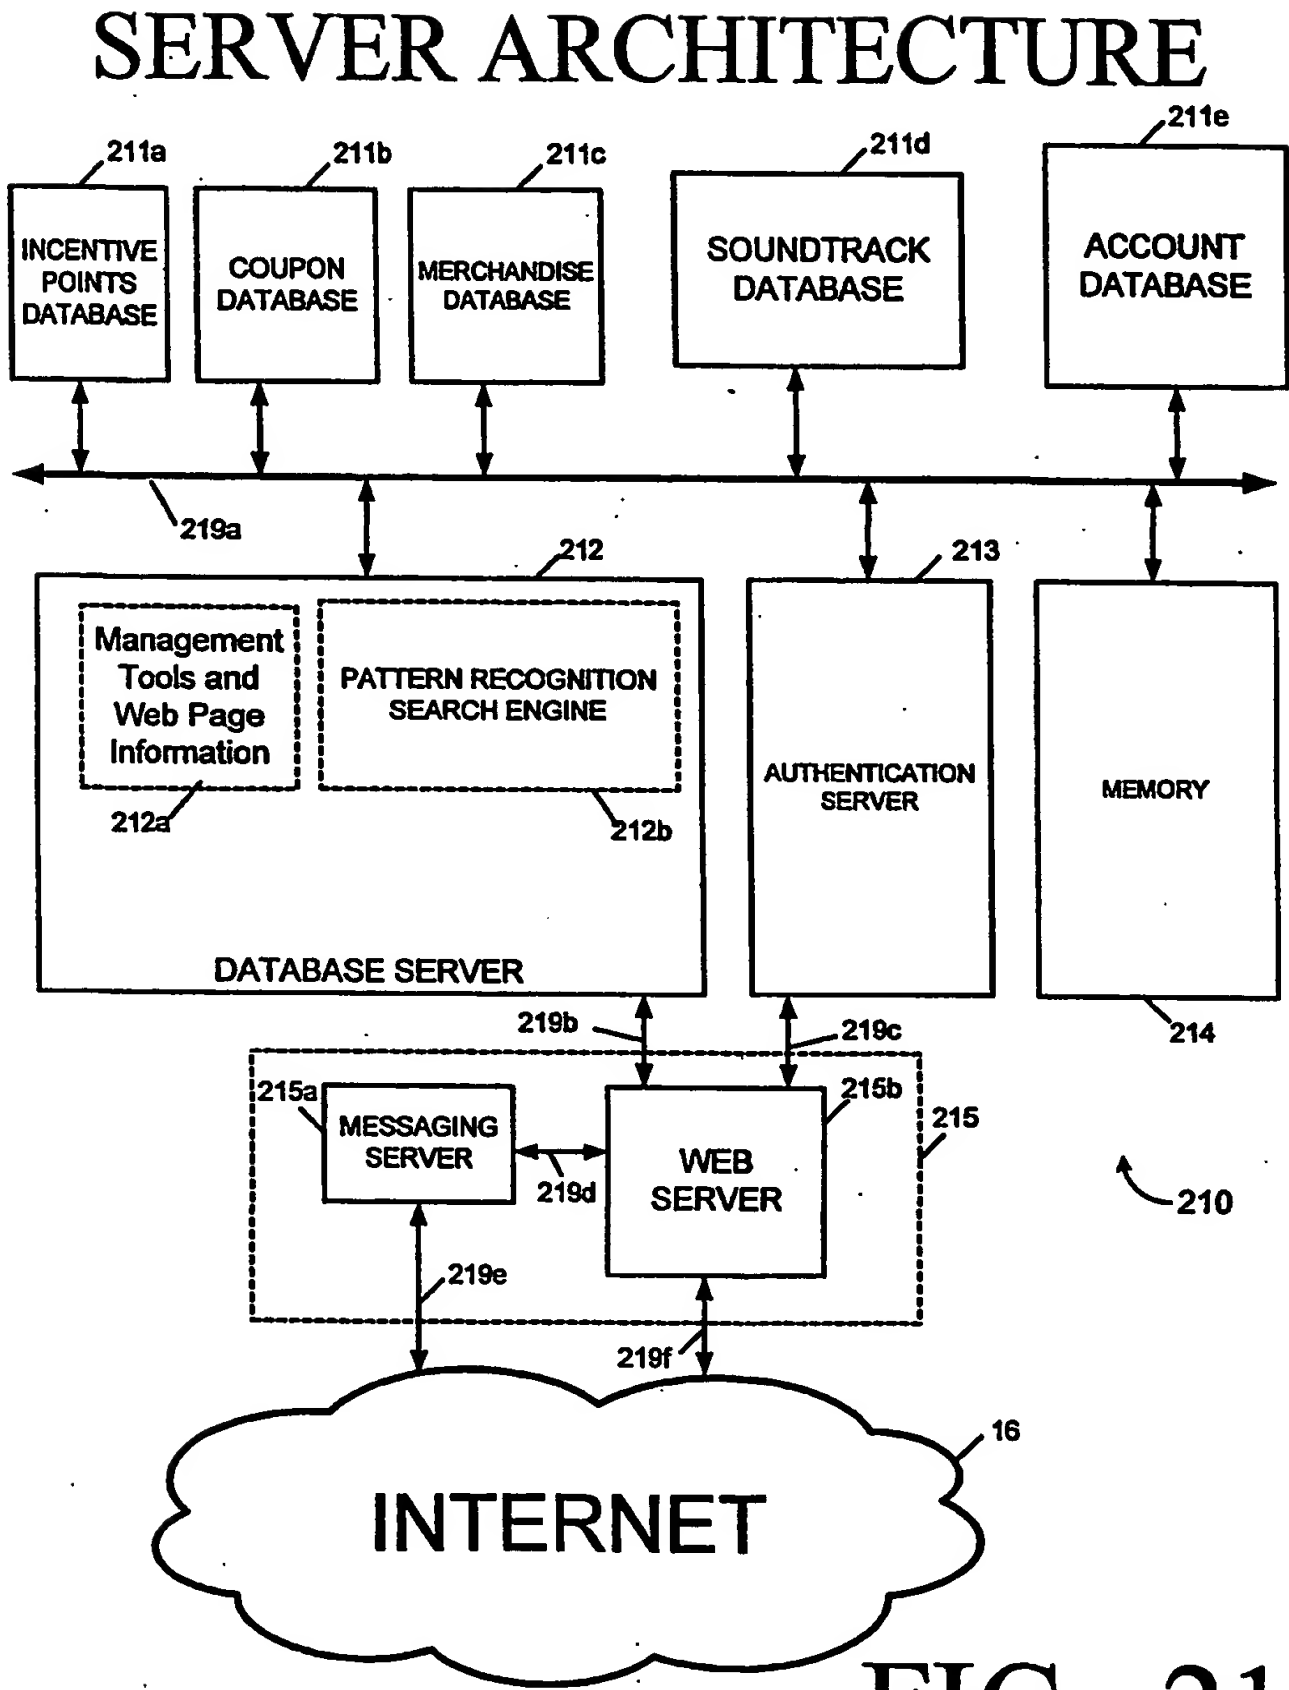 SERVER ARCHITECTURE
211a
211b
211c
211d
211e
INCENTIVE
POINTS
DATABASE
COUPON
DATABASE
MERCHANDISE
DATABASE
SOUNDTRACK
DATABASE
ACCOUNT
DATABASE
219a
212
213
Management
Tools and
Web Page
Information
212a
PATTERN RECOGNITION
SEARCH ENGINE
212b
DATABASE SERVER
AUTHENTICATION
SERVER
MEMORY
214
219b
219c
215a
MESSAGING
SERVER
219d
WEB
SERVER
215b
215
210
219e
219f
16
INTERNET
FIG. 21